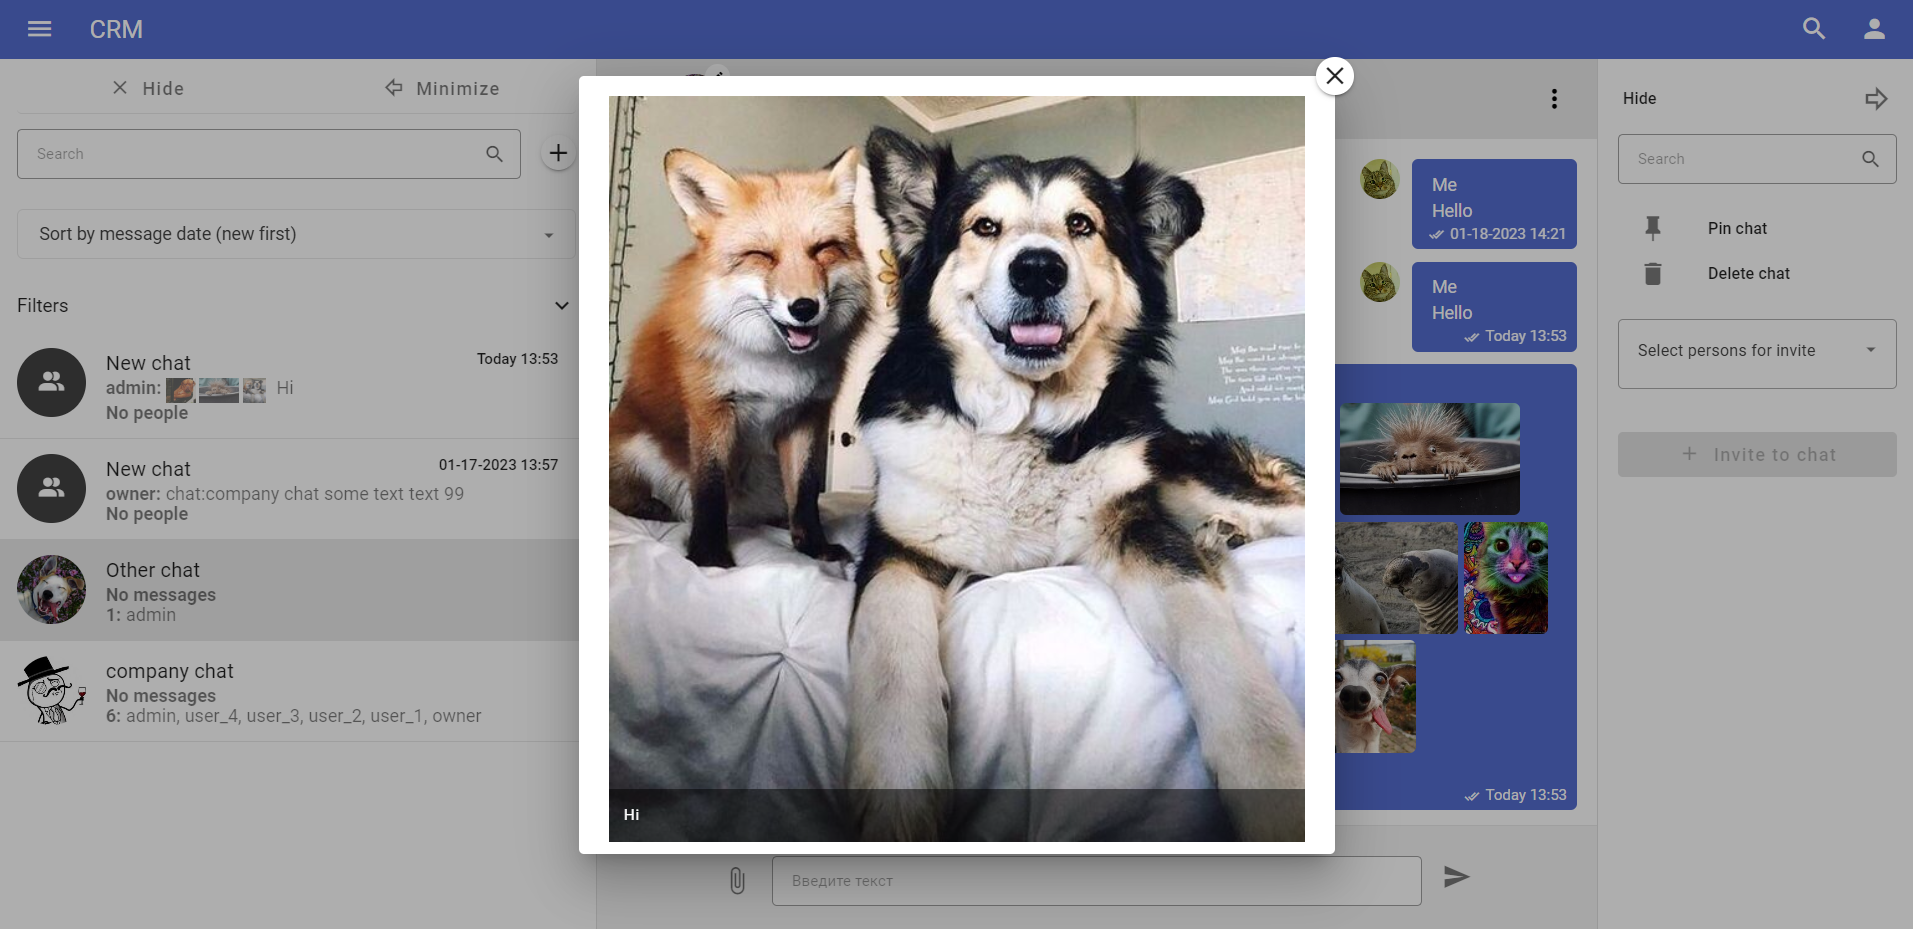 CRM
Hide
Minimize
Search
Sort by message date (new first)
Filters
New chat
Today 13:53
admin: Hi
No people
New chat
01-17-2023 13:57
owner: chat:company chat some text text 99
No people
Other chat
No messages
1: admin
company chat
No messages
6: admin, user_4, user_3, user_2, user_1, owner
Hi
Me
Hello
01-18-2023 14:21
Me
Hello
Today 13:53
Today 13:53
Введите текст
Hide
Search
Pin chat
Delete chat
Select persons for invite
Invite to chat